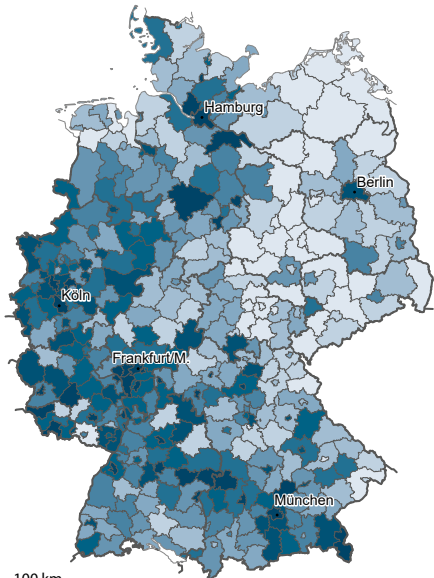 Hamburg
Berlin
Köln
Frankfurt/M.
München
100 km